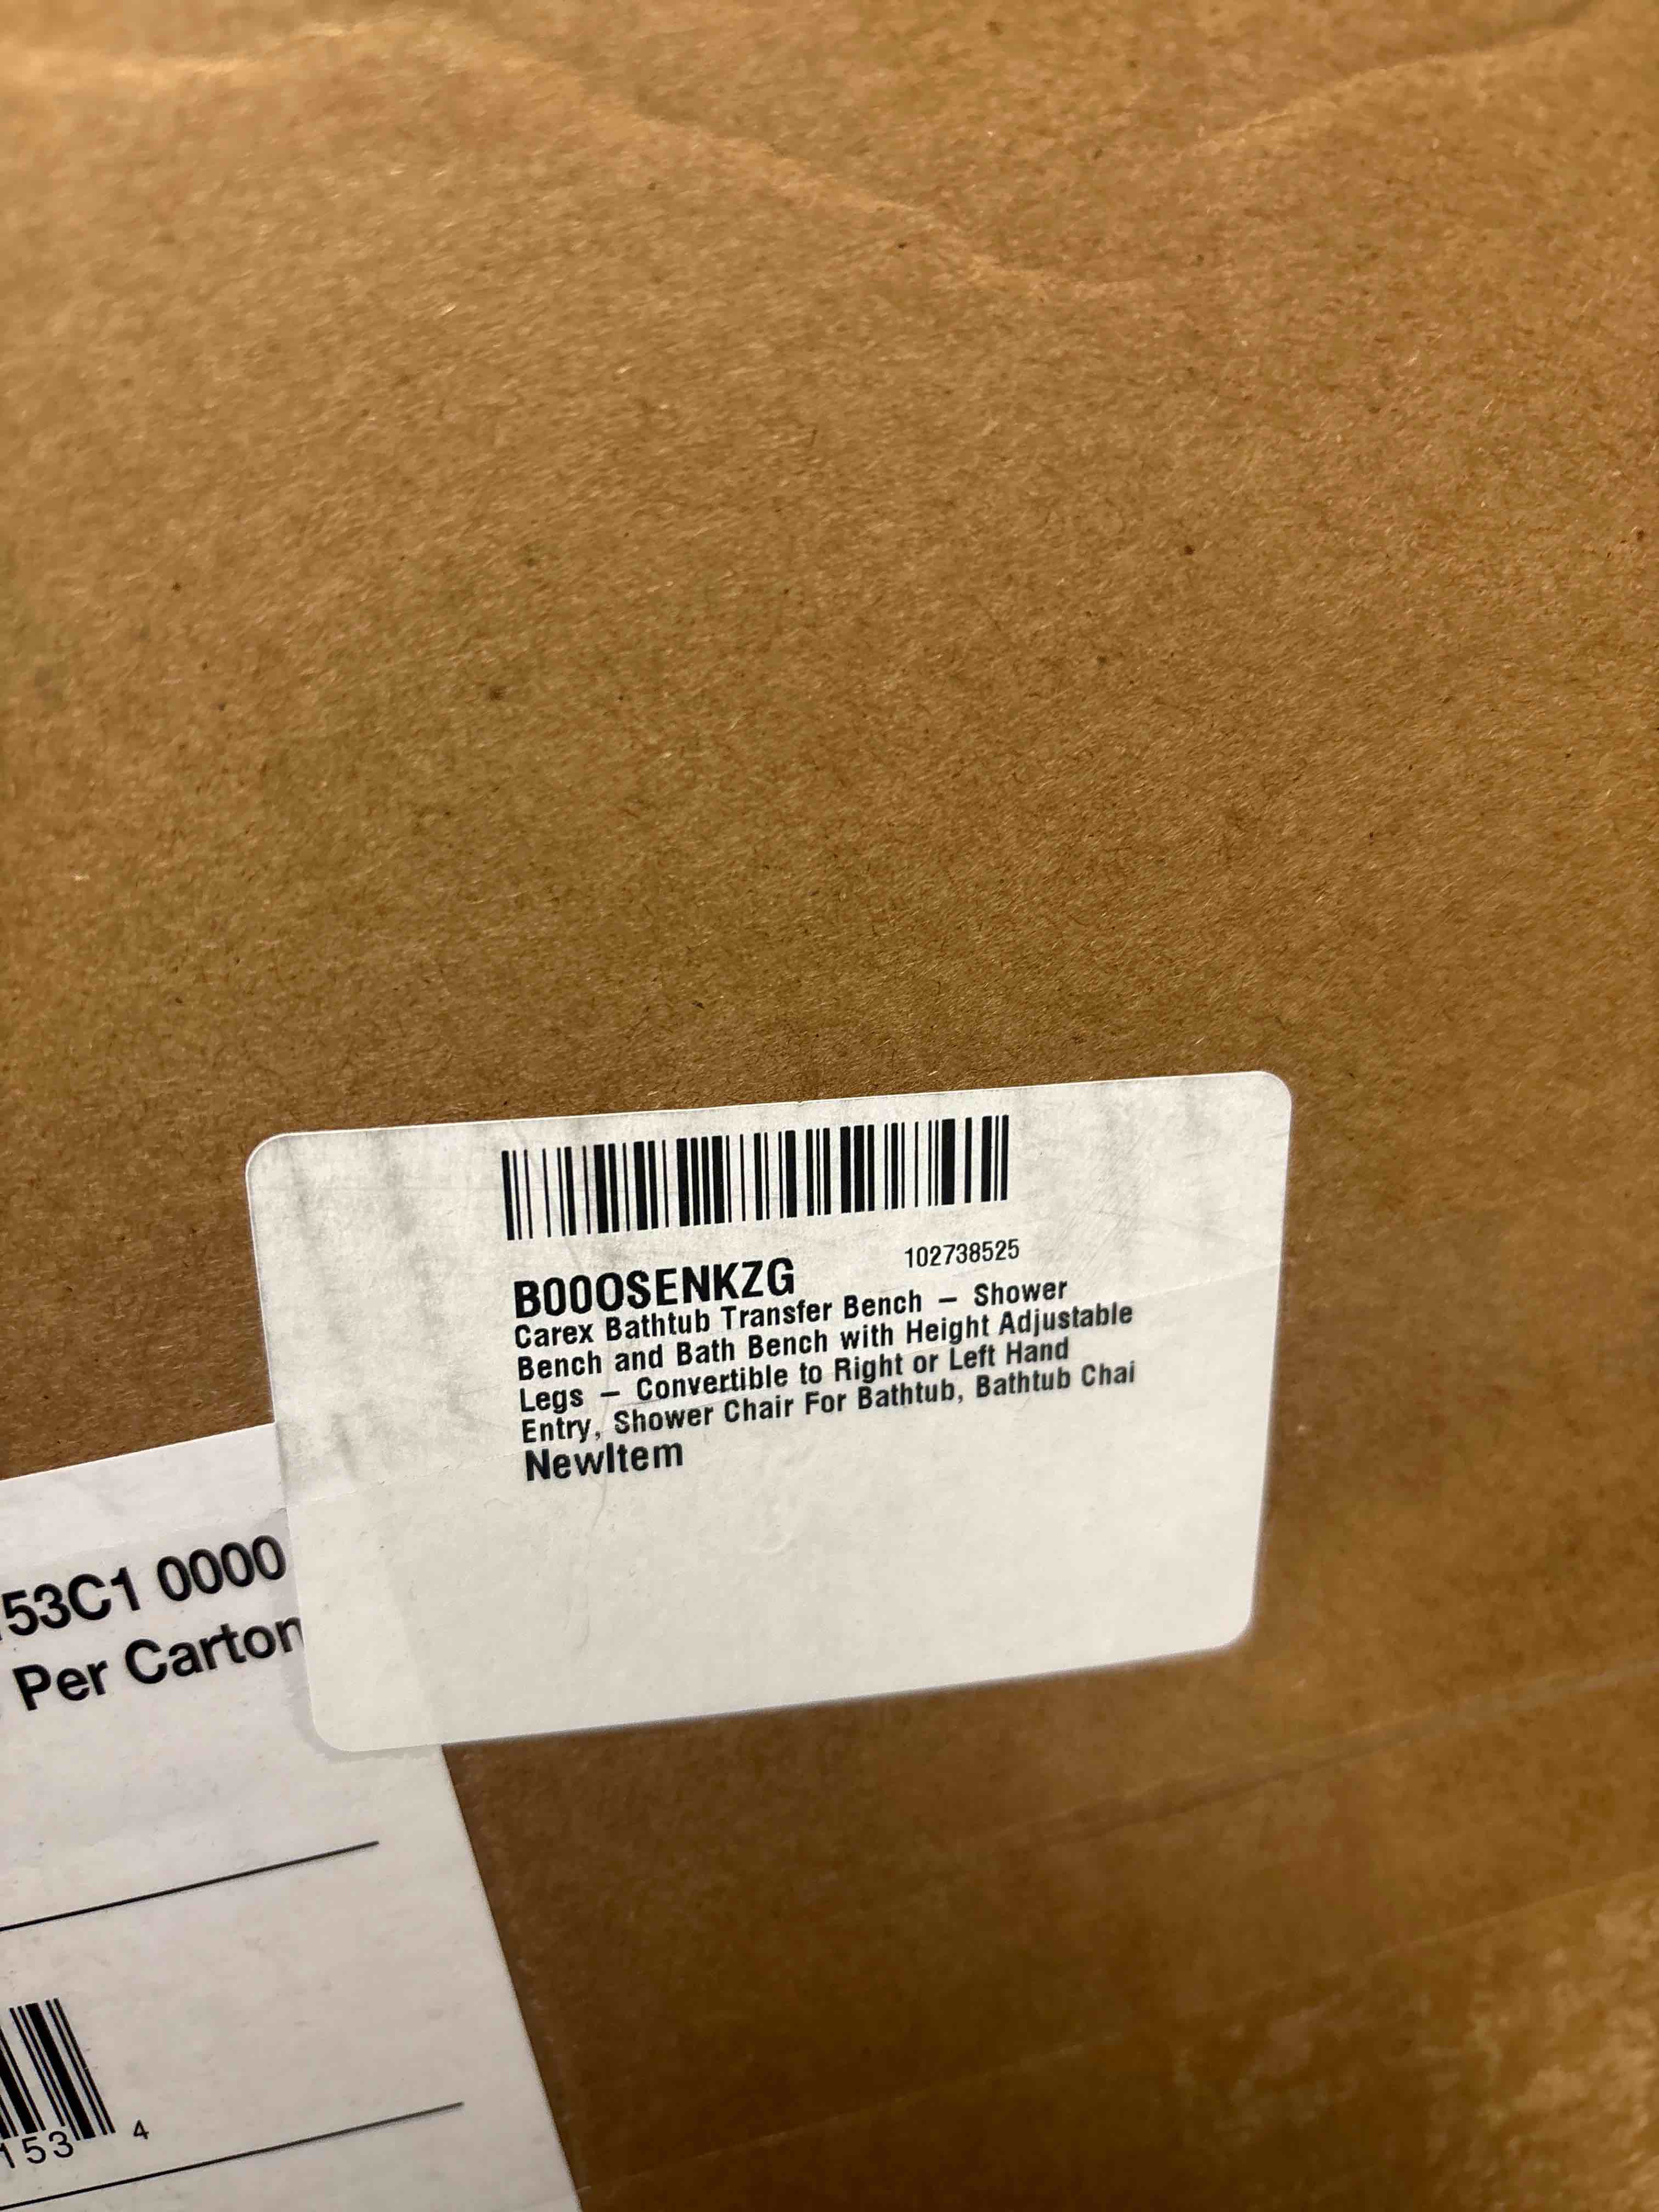 102738525
B000SENKZG
Carex Bathtub Transfer Bench – Shower
Bench and Bath Bench with Height Adjustable
Legs – Convertible to Right or Left Hand
Entry, Shower Chair For Bathtub, Bathtub Chai
NewItem
53C1 0000
Per Carton
153 4